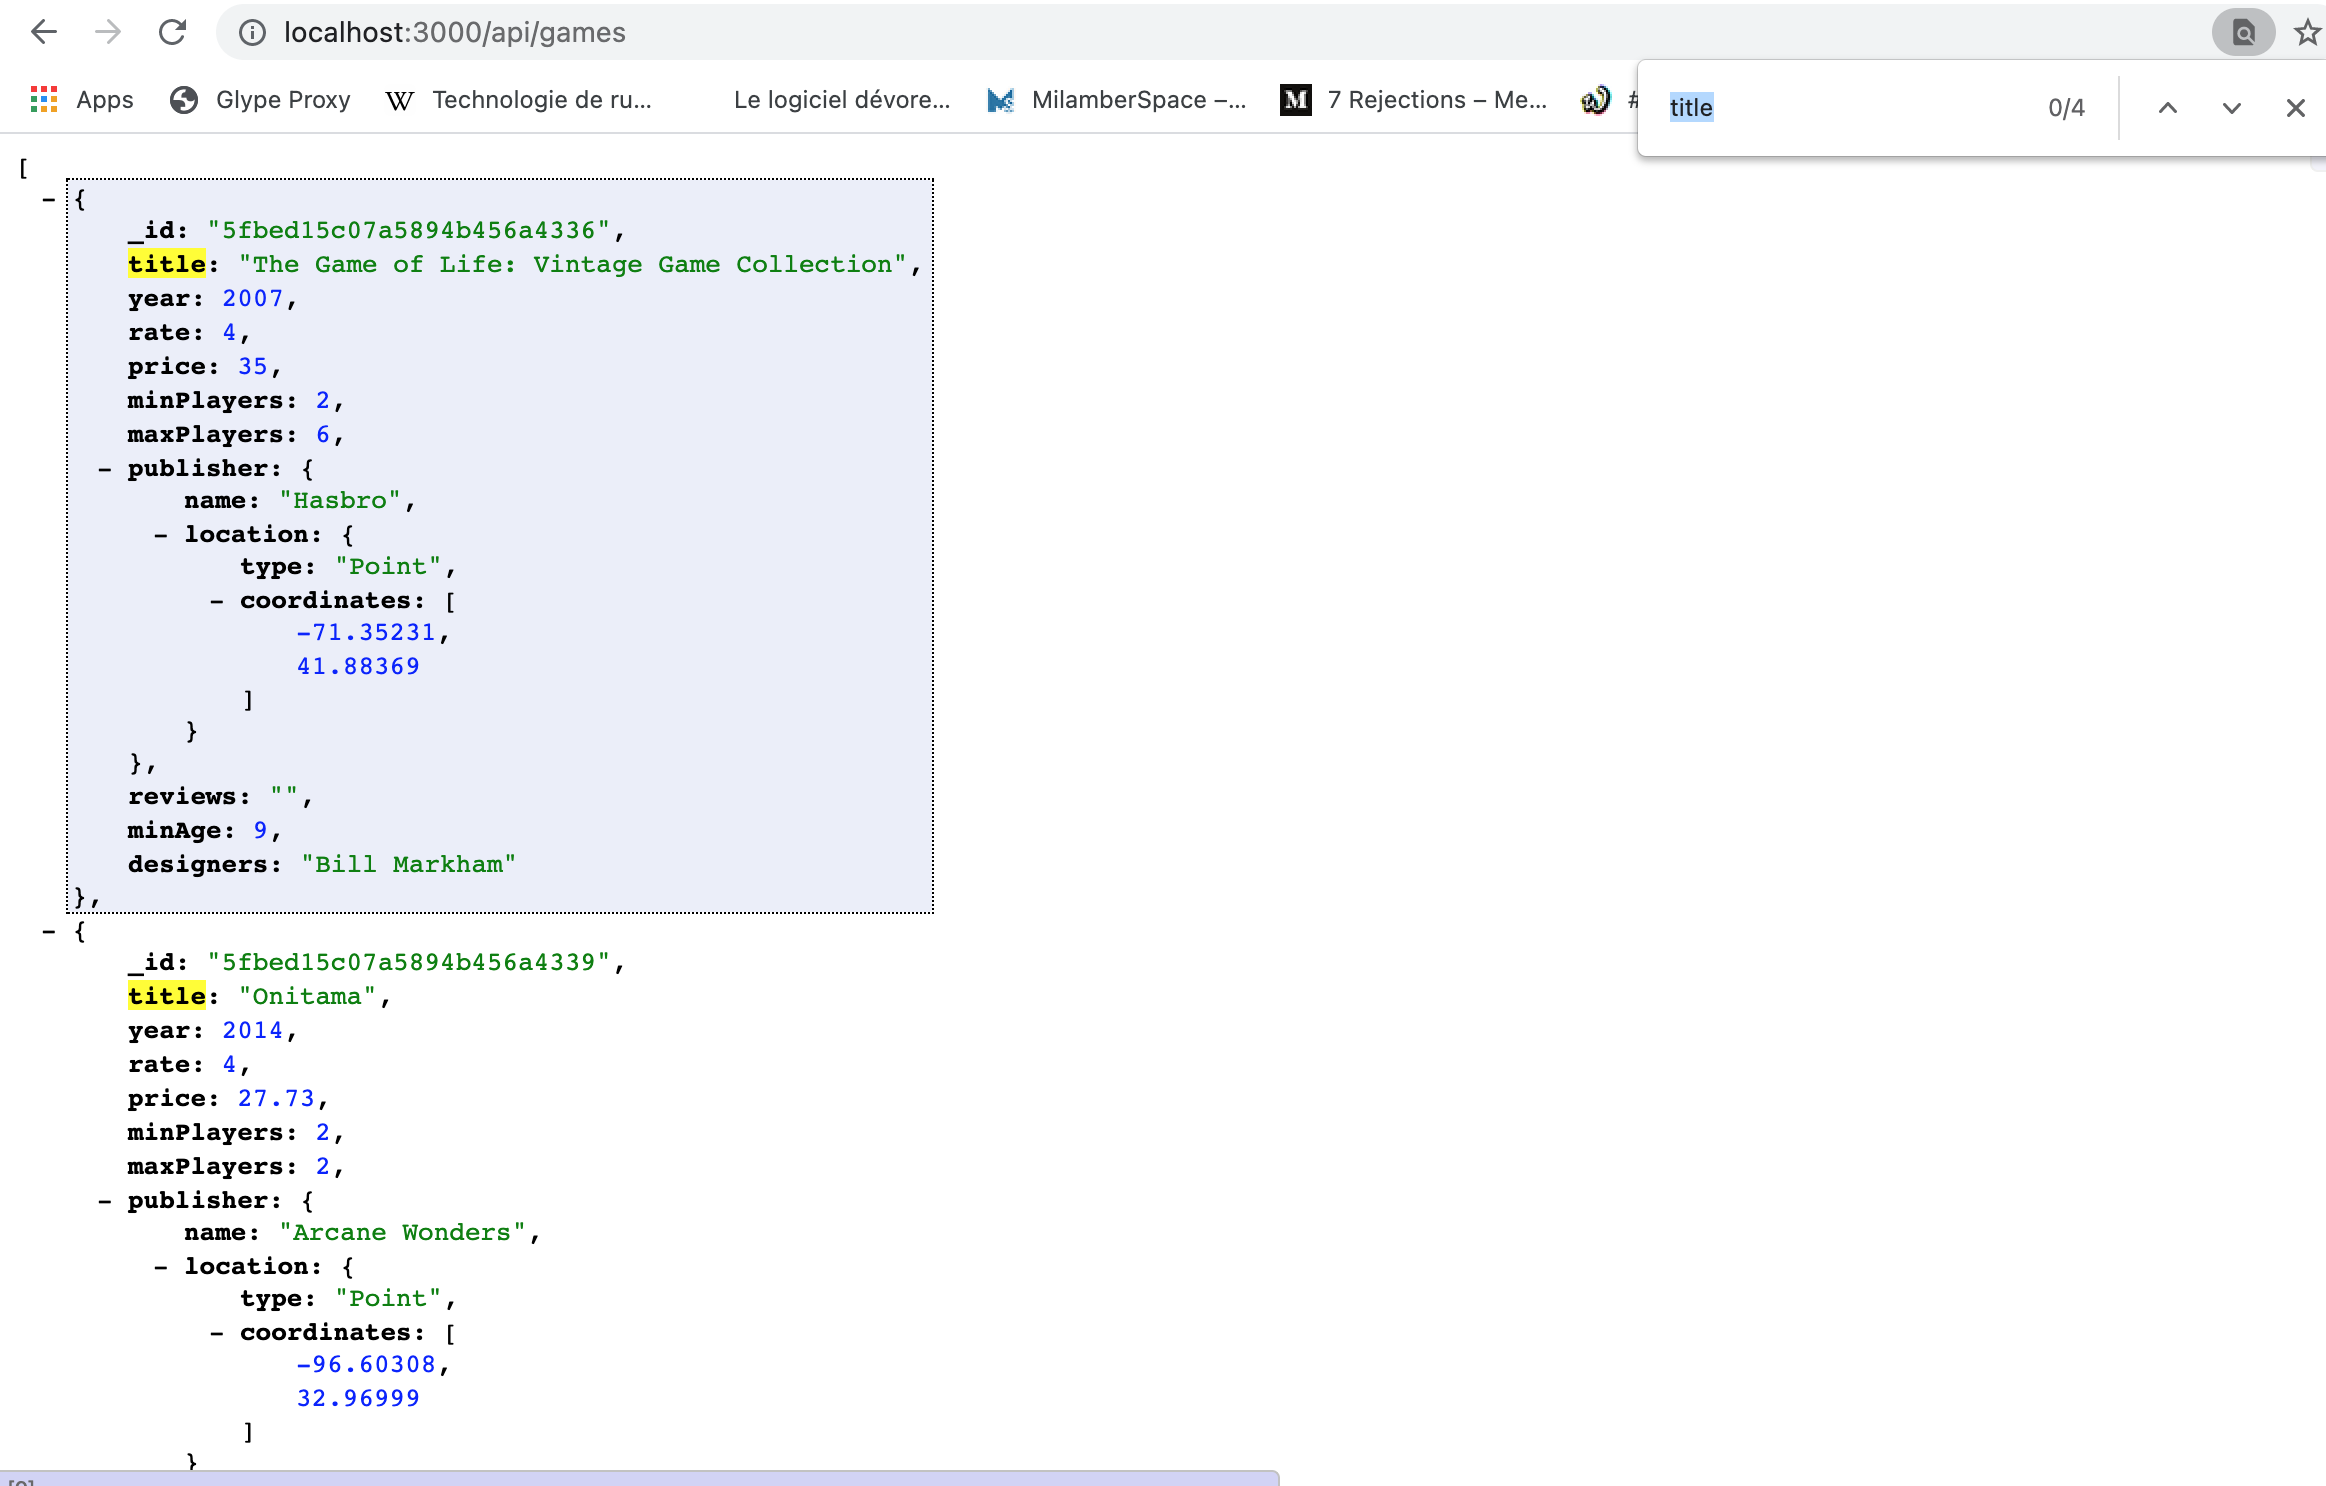 localhost:3000/api/games
Apps Glype Proxy Technologie de ru... Le logiciel dévore... MilamberSpace –... 7 Rejections – Me... #
title 0/4
[
- {
_id: "5fbed15c07a5894b456a4336",
title: "The Game of Life: Vintage Game Collection",
year: 2007,
rate: 4,
price: 35,
minPlayers: 2,
maxPlayers: 6,
- publisher: {
name: "Hasbro",
- location: {
type: "Point",
- coordinates: [
-71.35231,
41.88369
]
}
},
reviews: "",
minAge: 9,
designers: "Bill Markham"
},
- {
_id: "5fbed15c07a5894b456a4339",
title: "Onitama",
year: 2014,
rate: 4,
price: 27.73,
minPlayers: 2,
maxPlayers: 2,
- publisher: {
name: "Arcane Wonders",
- location: {
type: "Point",
- coordinates: [
-96.60308,
32.96999
]
}